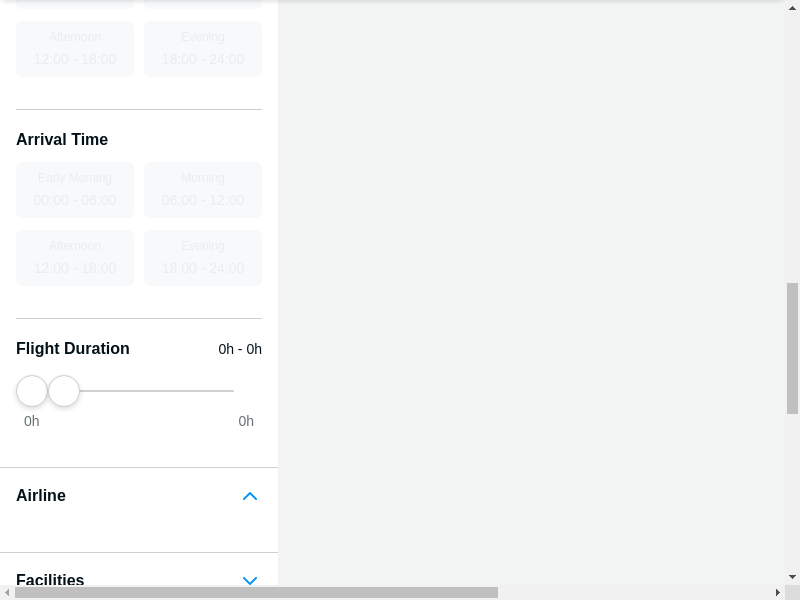 Afternoon Evening
12:00 - 18:00 18:00 - 24:00
Arrival Time
Early Morning Morning
00:00 - 06:00 06:00 - 12:00
Afternoon Evening
12:00 - 18:00 18:00 - 24:00
Flight Duration 0h - 0h
0h 0h
Airline
Facilities